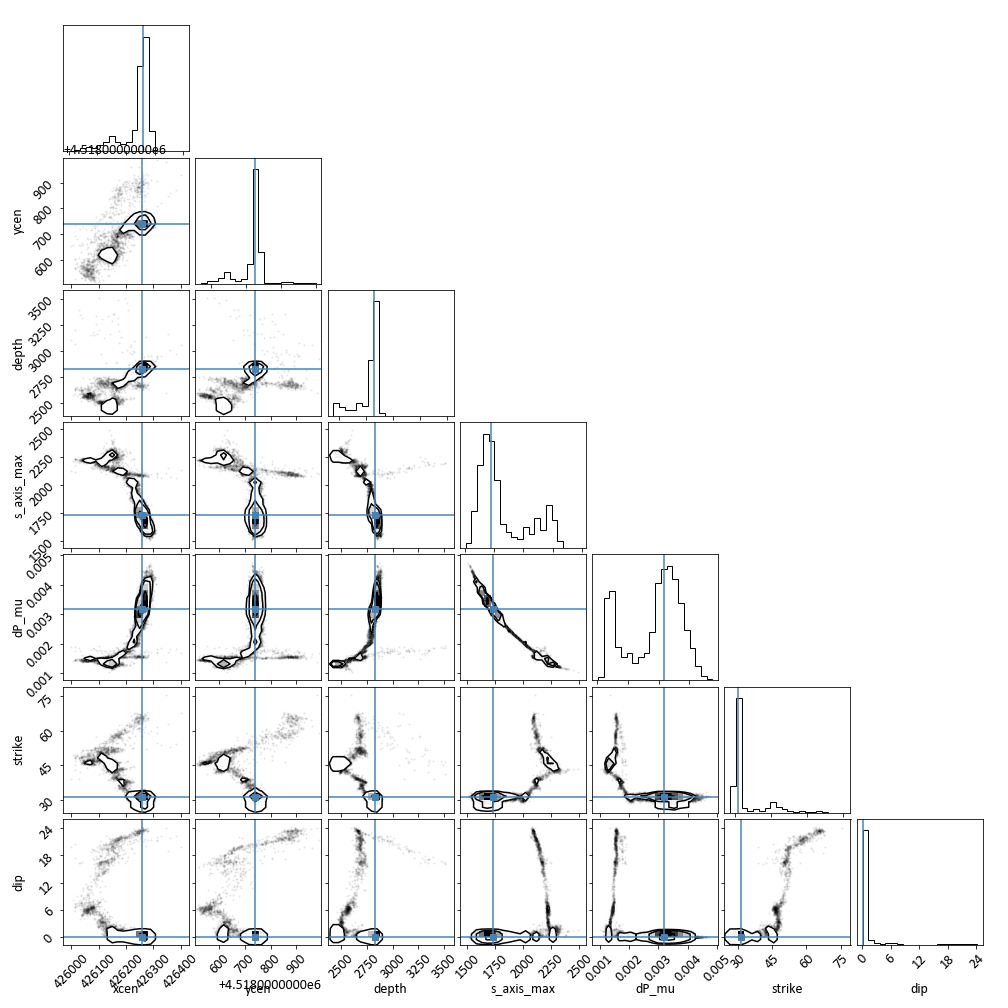 +4.5180000000e6
ycen
900
800
700
600
depth
3500
3250
3000
2750
2500
s_axis_max
2500
2250
2000
1750
1500
dP_mu
0.005
0.004
0.003
0.002
0.001
strike
75
60
45
30
dip
24
18
12
6
0
426000 426100 426200 426300 426400
600 700 800 900
2500 2750 3000 3250 3500
1500 1750 2000 2250 2500
0.001 0.002 0.003 0.004 0.005
30 45 60 75
0 6 12 18 24
xcen
+4.5180000000e6
ycen
depth
s_axis_max
dP_mu
strike
dip